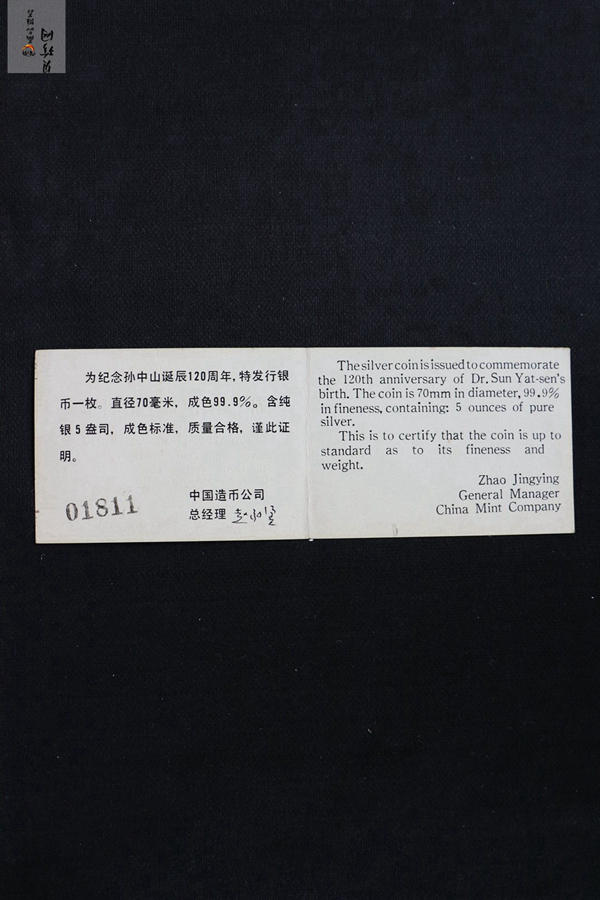 为纪念孙中山诞辰120周年，特发行银
币一枚。直径70毫米，成色99.9%。含纯
银5盎司，成色标准，质量合格，谨此证
明。
中国造币公司
总经理
01811
The silver coin is issued to commemorate
the 120th anniversary of Dr. Sun Yat-sen's
birth. The coin is 70mm in diameter, 99.9%
in fineness, containing: 5 ounces of pure
silver.
This is to certify that the coin is up to
standard as to its fineness and
weight.
Zhao Jingying
General Manager
China Mint Company